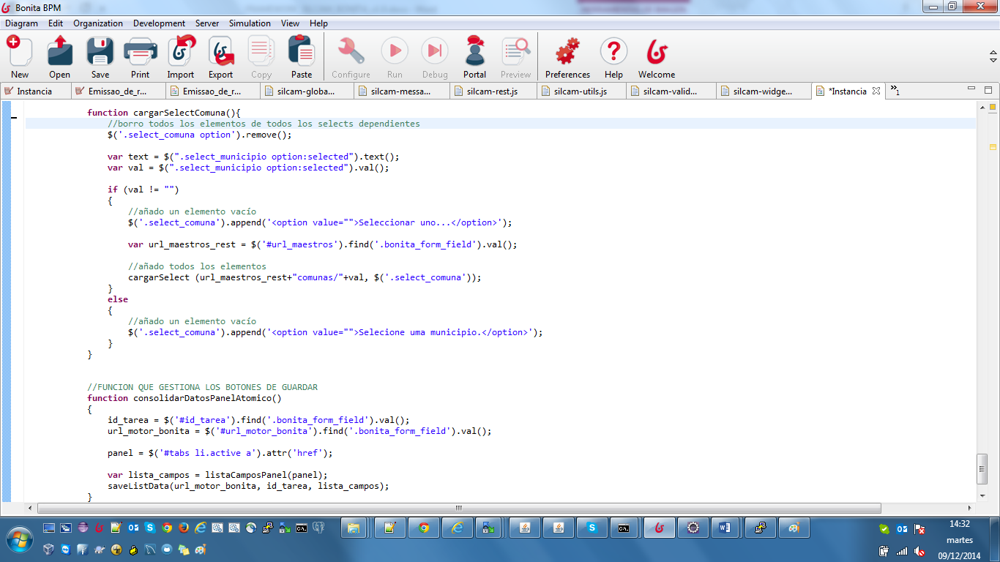 Bonita BPM
Diagram Edit Organization Development Server Simulation View Help
New Open Save Print Import Export Copy Paste Configure Run Debug Portal Preview Preferences Help Welcome
Instancia Emissao_de_r... Emissao_de_r... silcam-globa... silcam-messa... silcam-rest.js silcam-utils.js silcam-valid... silcam-widge... *Instancia »1
function cargarSelectComuna(){
//borro todos los elementos de todos los selects dependientes
$('.select_comuna option').remove();
var text = $(".select_municipio option:selected").text();
var val = $(".select_municipio option:selected").val();
if (val != "")
{
//añado un elemento vacío
$('.select_comuna').append('<option value="">Seleccionar uno...</option>');
var url_maestros_rest = $('#url_maestros').find('.bonita_form_field').val();
//añado todos los elementos
cargarSelect (url_maestros_rest+"comunas/"+val, $('.select_comuna'));
}
else
{
//añado un elemento vacío
$('.select_comuna').append('<option value="">Selecione uma municipio.</option>');
}
}
//FUNCION QUE GESTIONA LOS BOTONES DE GUARDAR
function consolidarDatosPanelAtomico()
{
id_tarea = $('#id_tarea').find('.bonita_form_field').val();
url_motor_bonita = $('#url_motor_bonita').find('.bonita_form_field').val();
panel = $('#tabs li.active a').attr('href');
var lista_campos = listaCamposPanel(panel);
saveListData(url_motor_bonita, id_tarea, lista_campos);
}
14:32
martes
09/12/2014